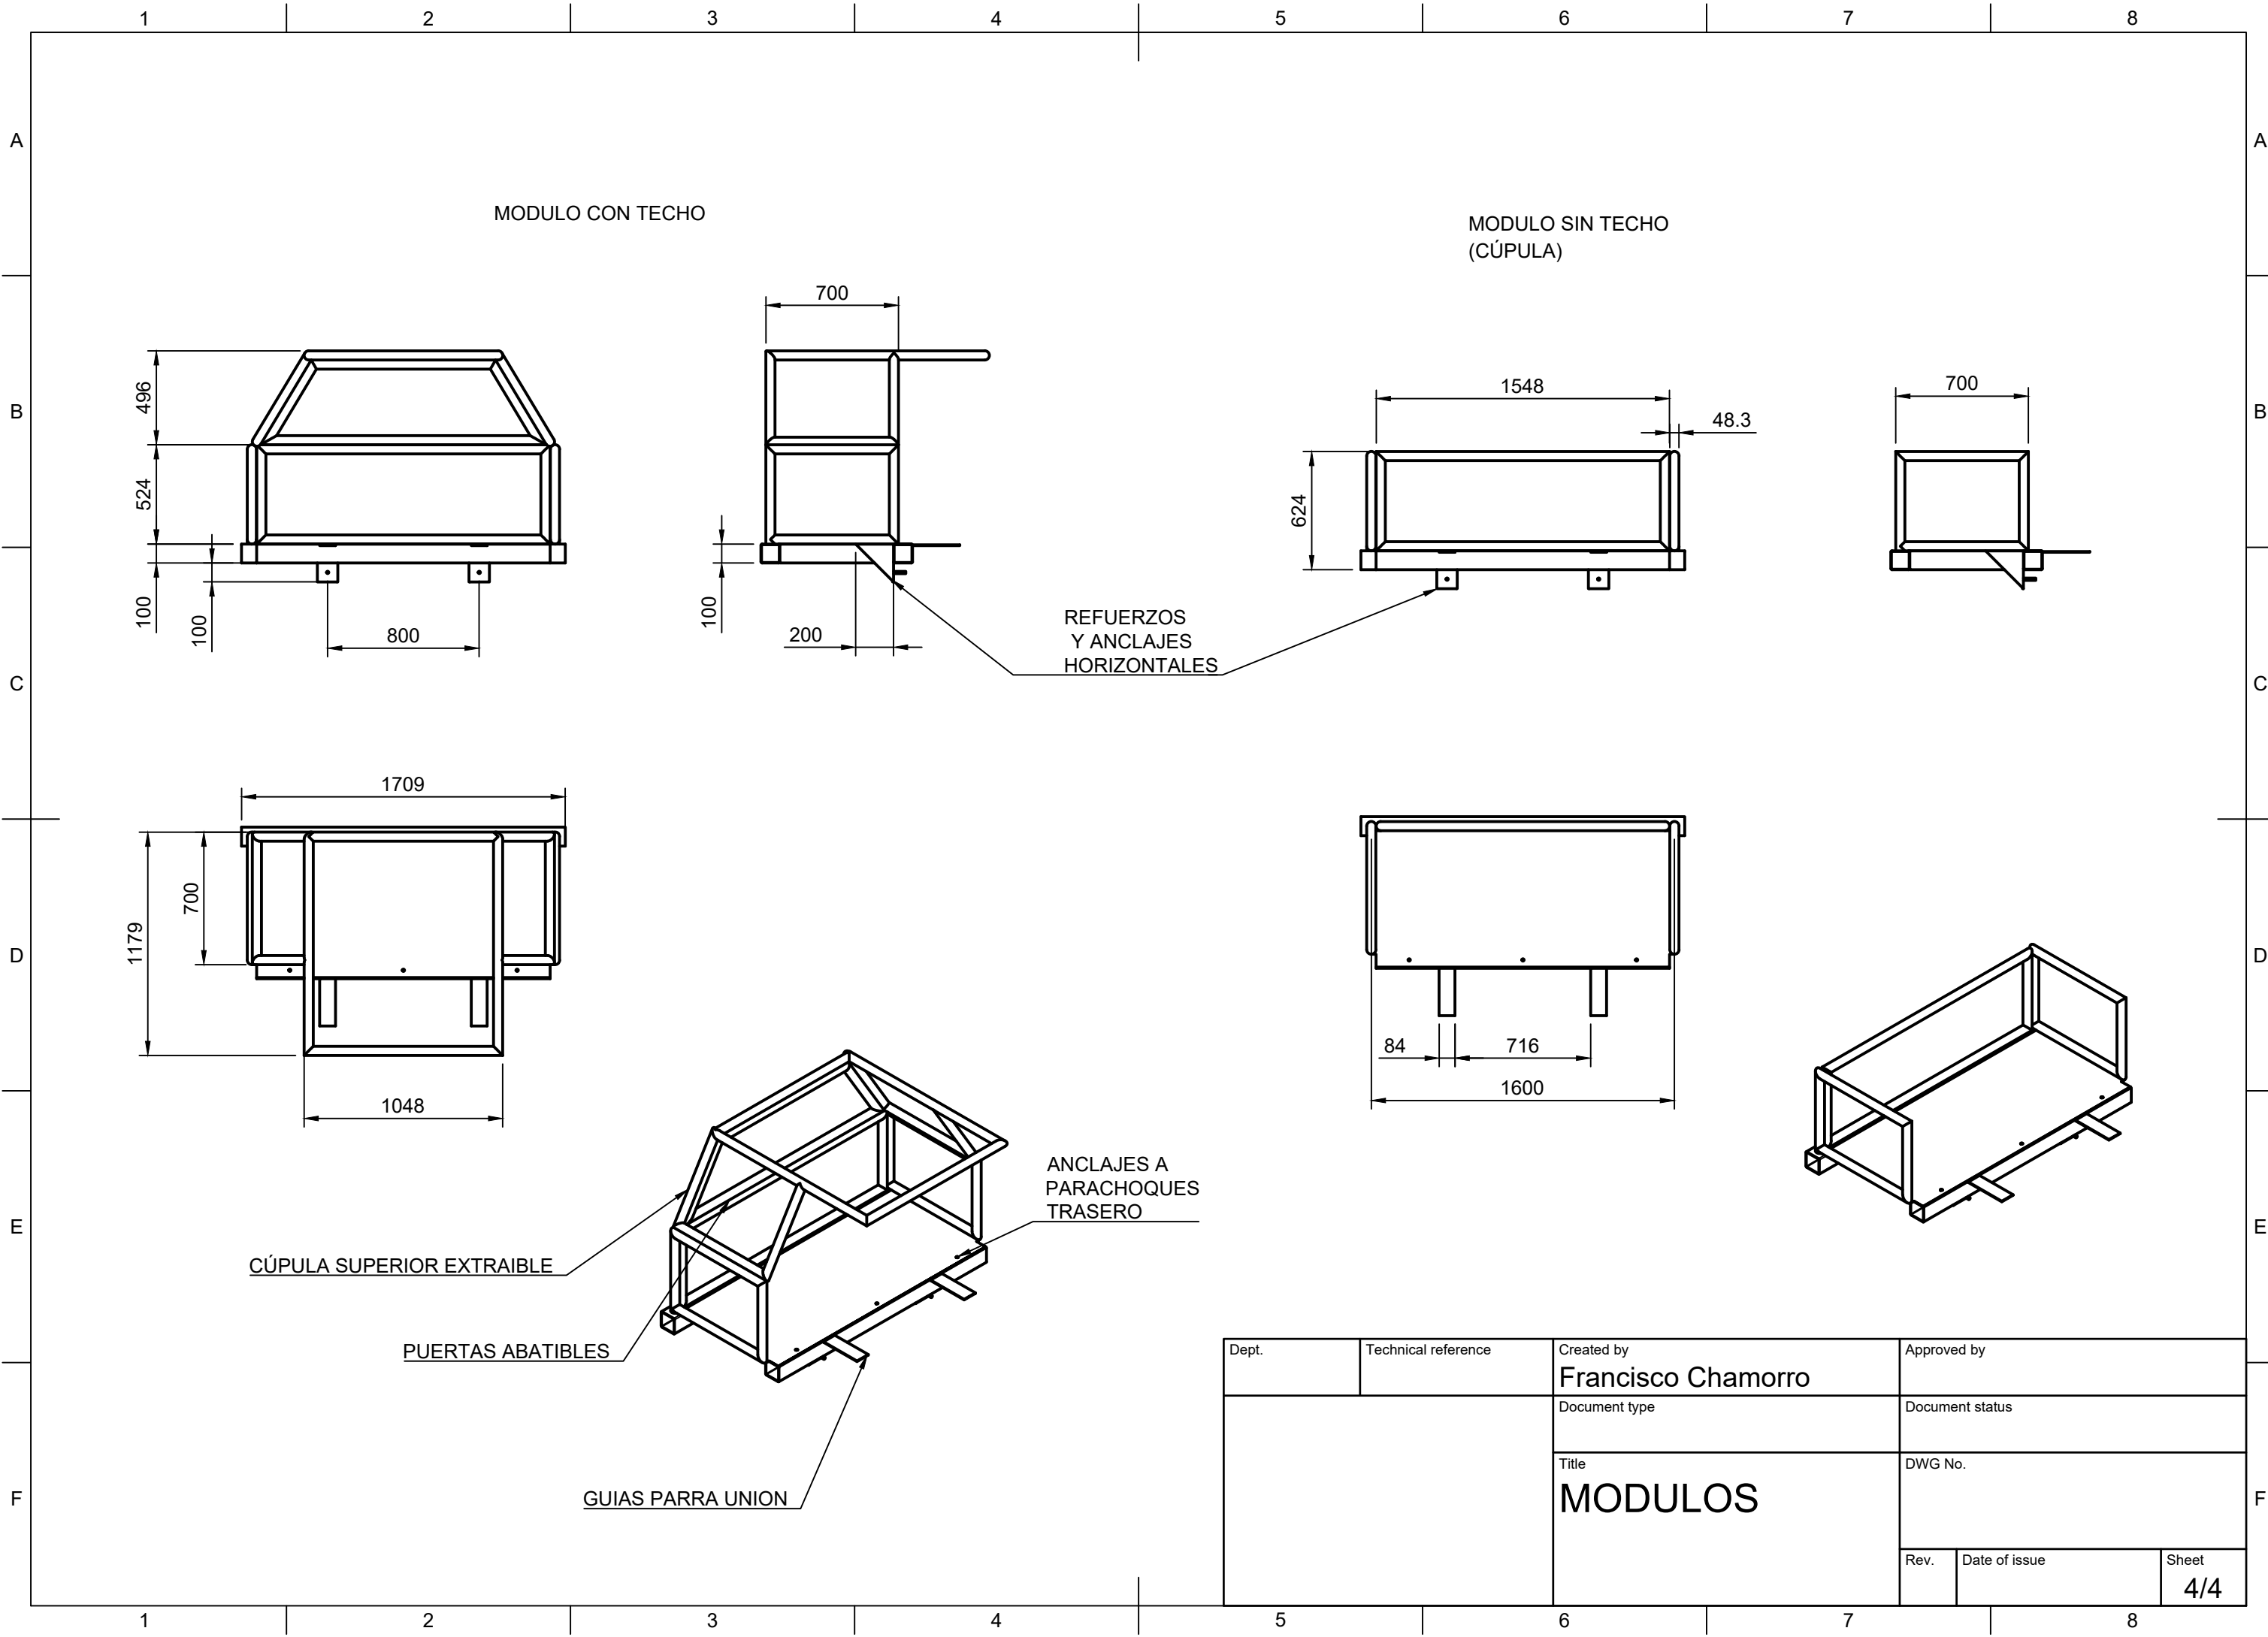 1 2 3 4 5 6 7 8
A A
MODULO CON TECHO
MODULO SIN TECHO
(CÚPULA)
B B
700
496
524
100
100
800
100
200
1548
48.3
700
624
REFUERZOS
Y ANCLAJES
HORIZONTALES
C C
1709
1179
700
1048
84
716
1600
D D
ANCLAJES A
PARACHOQUES
TRASERO
E E
CÚPULA SUPERIOR EXTRAIBLE
PUERTAS ABATIBLES
GUIAS PARRA UNION
F F
Dept.
Technical reference
Created by
Francisco Chamorro
Approved by
Document type
Document status
Title
MODULOS
DWG No.
Rev.
Date of issue
Sheet
4/4
1 2 3 4 5 6 7 8